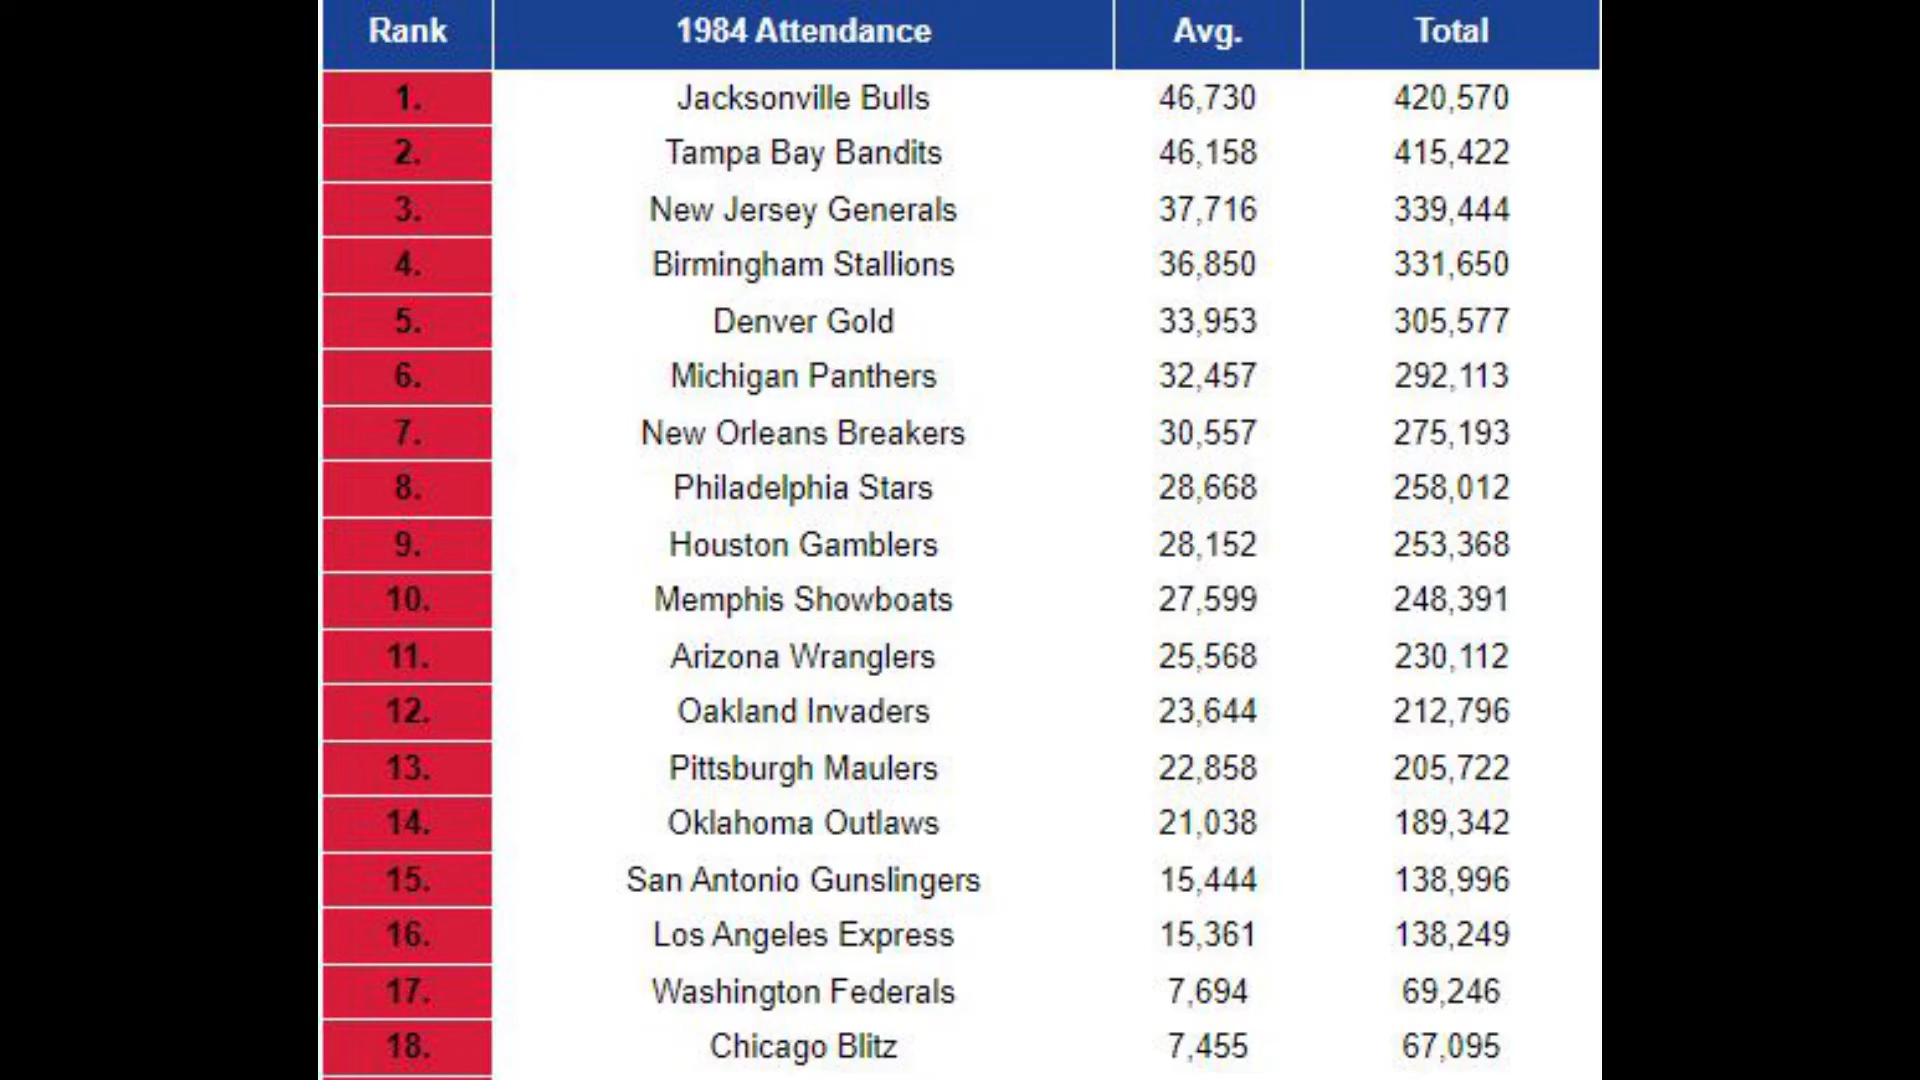 Rank 1984 Attendance Avg. Total
1. Jacksonville Bulls 46,730 420,570
2. Tampa Bay Bandits 46,158 415,422
3. New Jersey Generals 37,716 339,444
4. Birmingham Stallions 36,850 331,650
5. Denver Gold 33,953 305,577
6. Michigan Panthers 32,457 292,113
7. New Orleans Breakers 30,557 275,193
8. Philadelphia Stars 28,668 258,012
9. Houston Gamblers 28,152 253,368
10. Memphis Showboats 27,599 248,391
11. Arizona Wranglers 25,568 230,112
12. Oakland Invaders 23,644 212,796
13. Pittsburgh Maulers 22,858 205,722
14. Oklahoma Outlaws 21,038 189,342
15. San Antonio Gunslingers 15,444 138,996
16. Los Angeles Express 15,361 138,249
17. Washington Federals 7,694 69,246
18. Chicago Blitz 7,455 67,095